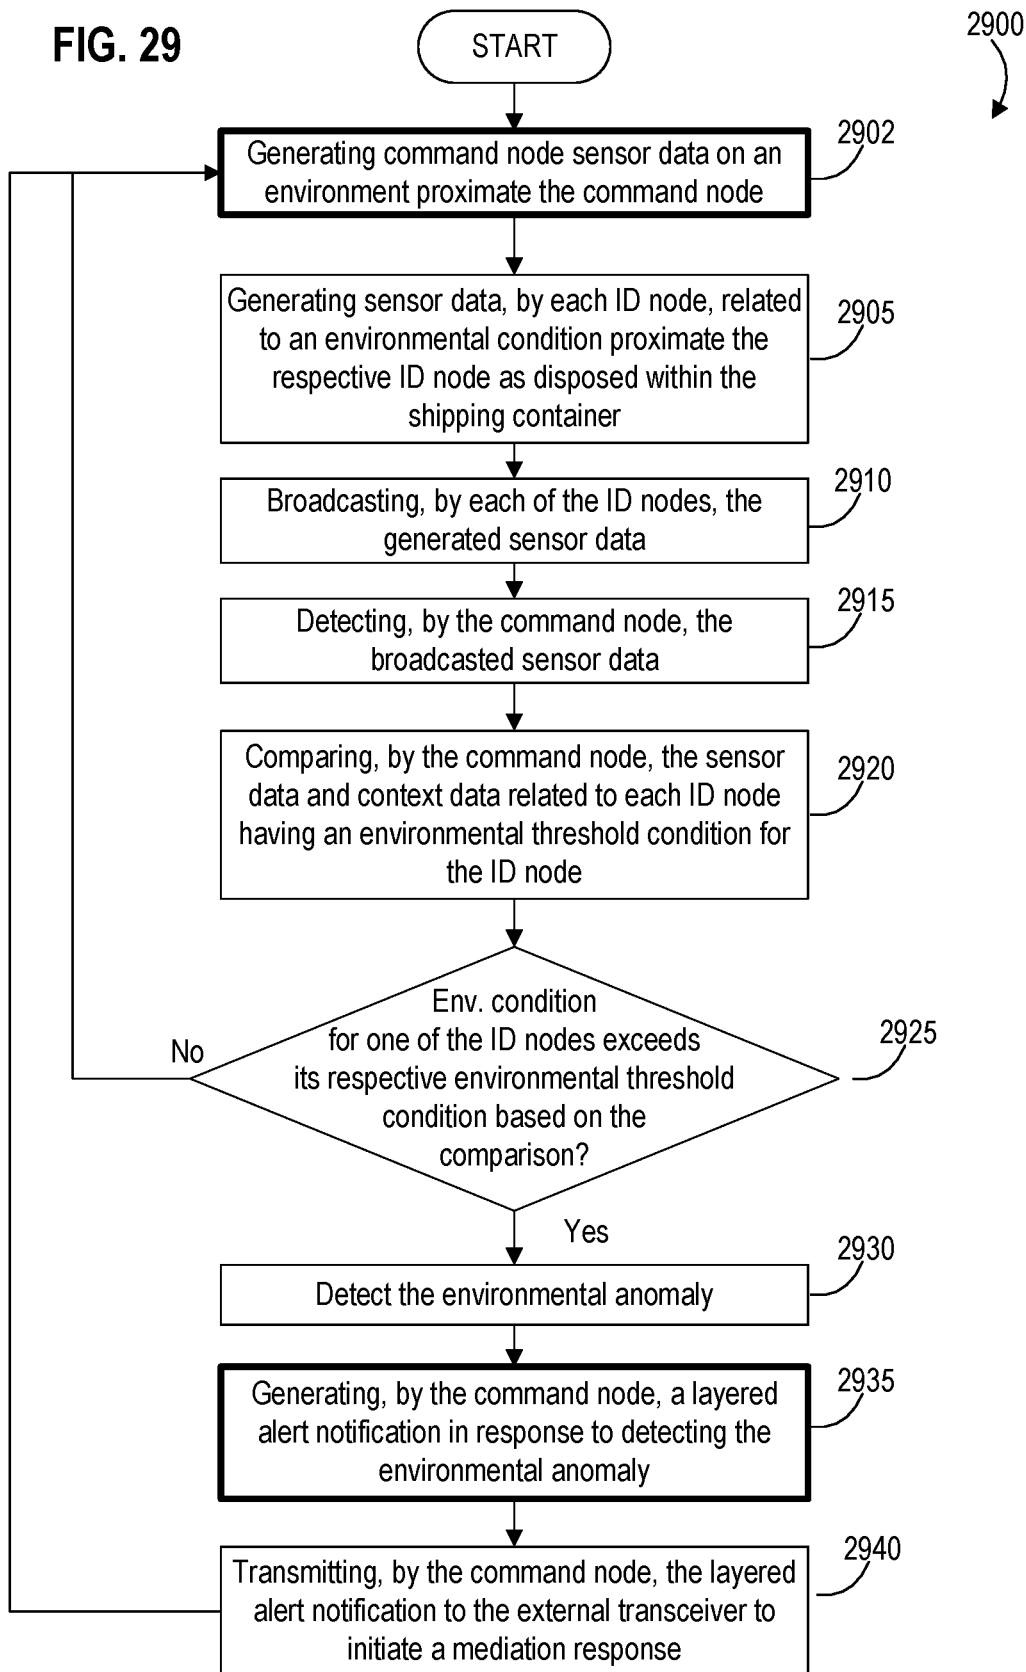 FIG. 29
START
2900
2902
Generating command node sensor data on an
environment proximate the command node
Generating sensor data, by each ID node, related
to an environmental condition proximate the
respective ID node as disposed within the
shipping container
2905
Broadcasting, by each of the ID nodes, the
generated sensor data
2910
Detecting, by the command node, the
broadcasted sensor data
2915
Comparing, by the command node, the sensor
data and context data related to each ID node
having an environmental threshold condition for
the ID node
2920
Env. condition
for one of the ID nodes exceeds
its respective environmental threshold
condition based on the
comparison?
2925
No
Yes
2930
Detect the environmental anomaly
2935
Generating, by the command node, a layered
alert notification in response to detecting the
environmental anomaly
2940
Transmitting, by the command node, the layered
alert notification to the external transceiver to
initiate a mediation response